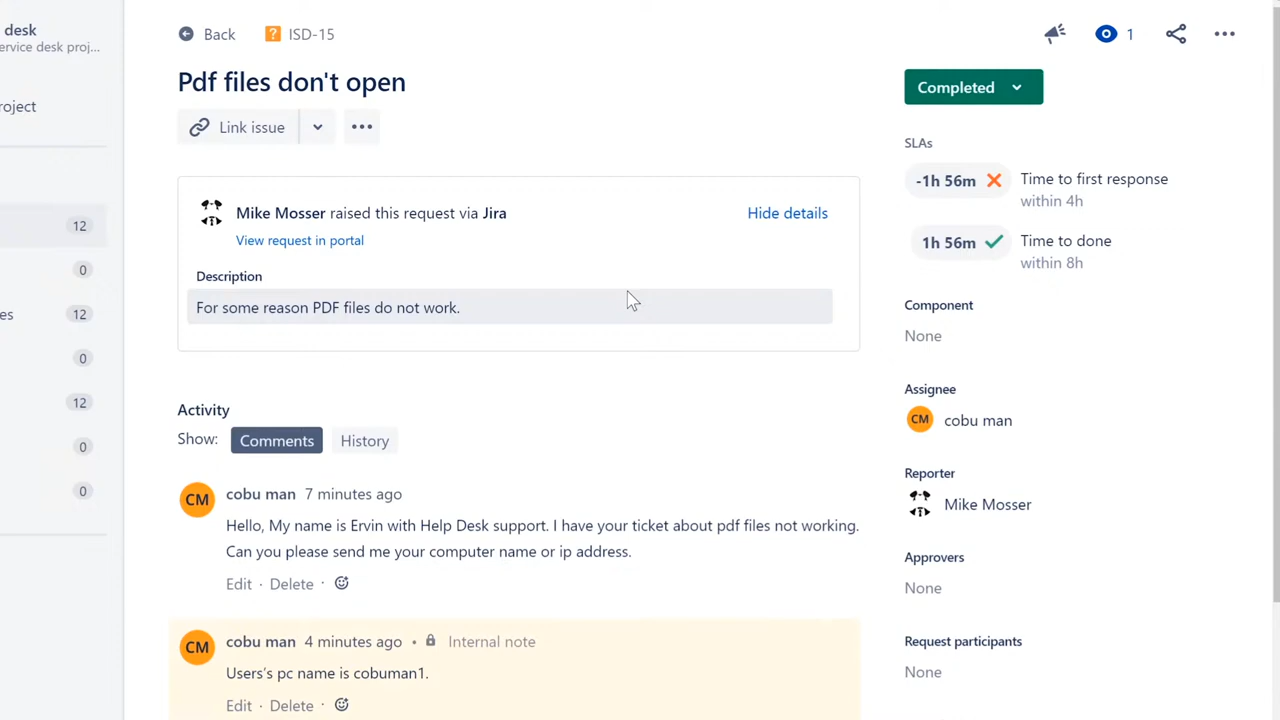 desk
ervice desk proj...
roject
12
0
es 12
0
12
0
0
Back ISD-15 1
Pdf files don't open
Link issue
Mike Mosser raised this request via Jira Hide details
View request in portal
Description
For some reason PDF files do not work.
Activity
Show: Comments History
CM cobu man 7 minutes ago
Hello, My name is Ervin with Help Desk support. I have your ticket about pdf files not working.
Can you please send me your computer name or ip address.
Edit · Delete ·
CM cobu man 4 minutes ago • Internal note
Users's pc name is cobuman1.
Edit · Delete ·
Completed
SLAs
-1h 56m Time to first response
within 4h
1h 56m Time to done
within 8h
Component
None
Assignee
CM cobu man
Reporter
Mike Mosser
Approvers
None
Request participants
None